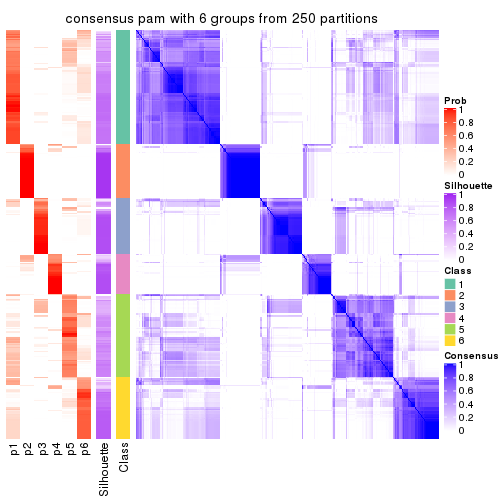 consensus pam with 6 groups from 250 partitions
p1
p2
p3
p4
p5
p6
Silhouette
Class
Prob
1
0.8
0.6
0.4
0.2
0
Silhouette
1
0.8
0.6
0.4
0.2
0
Class
1
2
3
4
5
6
Consensus
1
0.8
0.6
0.4
0.2
0